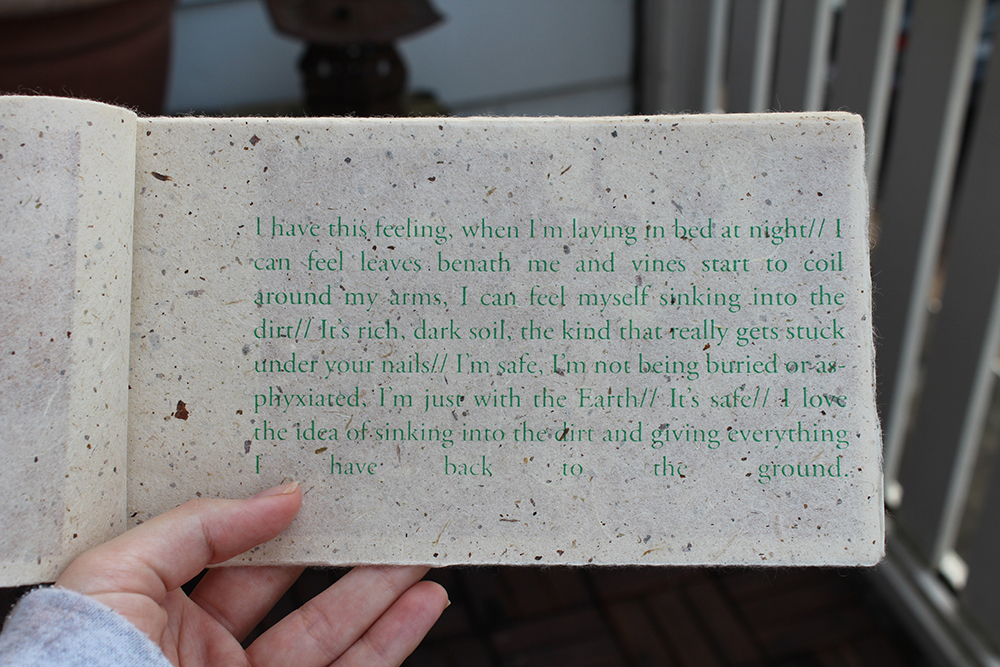 I have this feeling, when I'm laying in bed at night// I
can feel leaves benath me and vines start to coil
around my arms, I can feel myself sinking into the
dirt// It's rich, dark soil, the kind that really gets stuck
under your nails// I'm safe, I'm not being burried or as-
phyxiated, I'm just with the Earth// It's safe// I love
the idea of sinking into the dirt and giving everything
I have back to the ground.